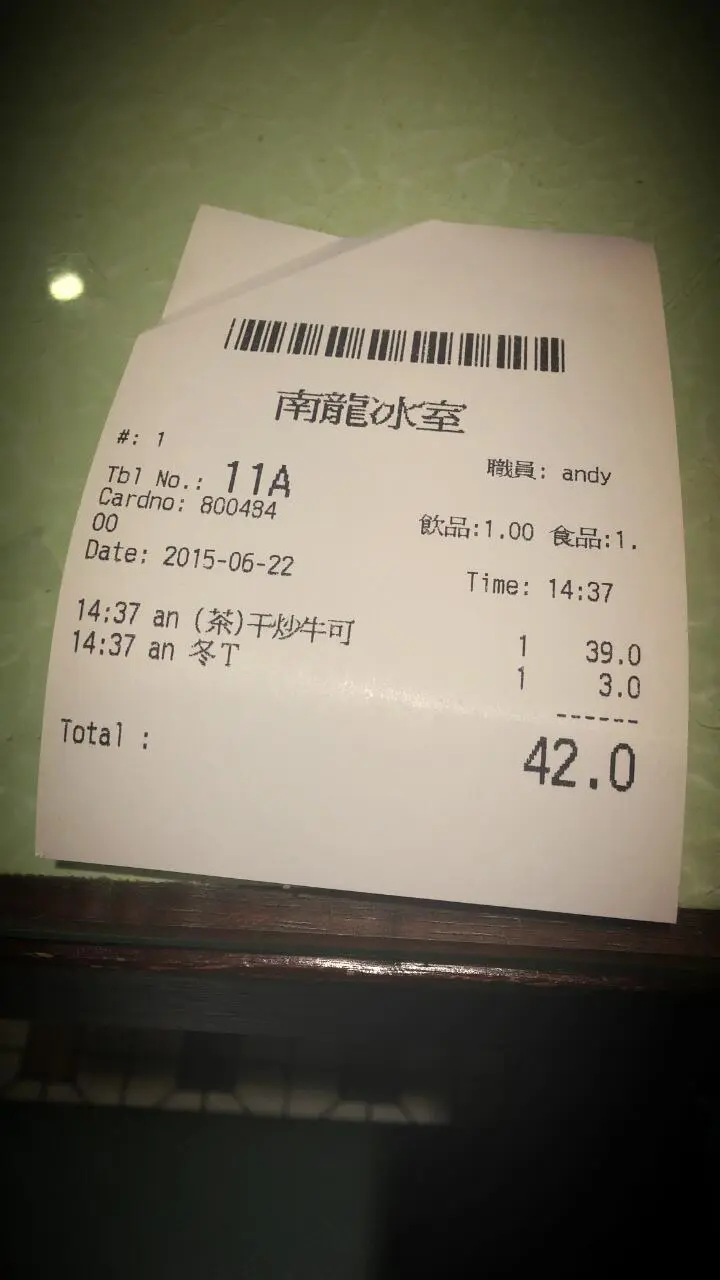 南龍冰室
#: 1
職員: andy
Tbl No.: 11A
Cardno: 800484
飲品:1.00 食品:1.
00
Date: 2015-06-22
Time: 14:37
14:37 an (茶)干炒牛可 1 39.0
14:37 an 冬T 1 3.0
------
Total : 42.0